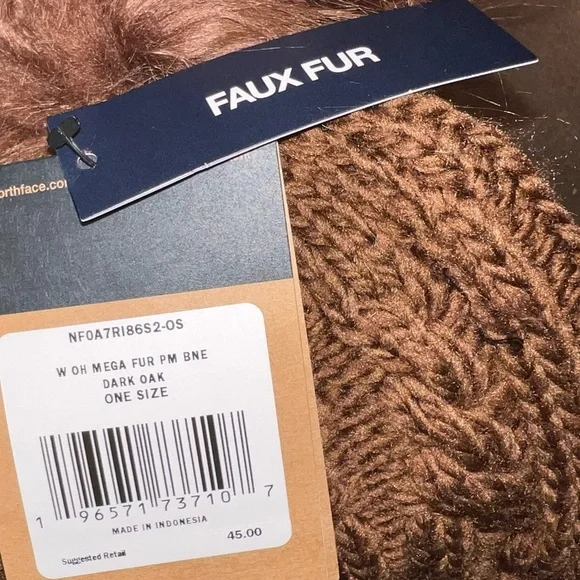 FAUX FUR
orthface.co
NF0A7RI86S2-OS
W OH MEGA FUR PM BNE
DARK OAK
ONE SIZE
1 96571 73710 7
MADE IN INDONESIA
45.00
Suggested Retail